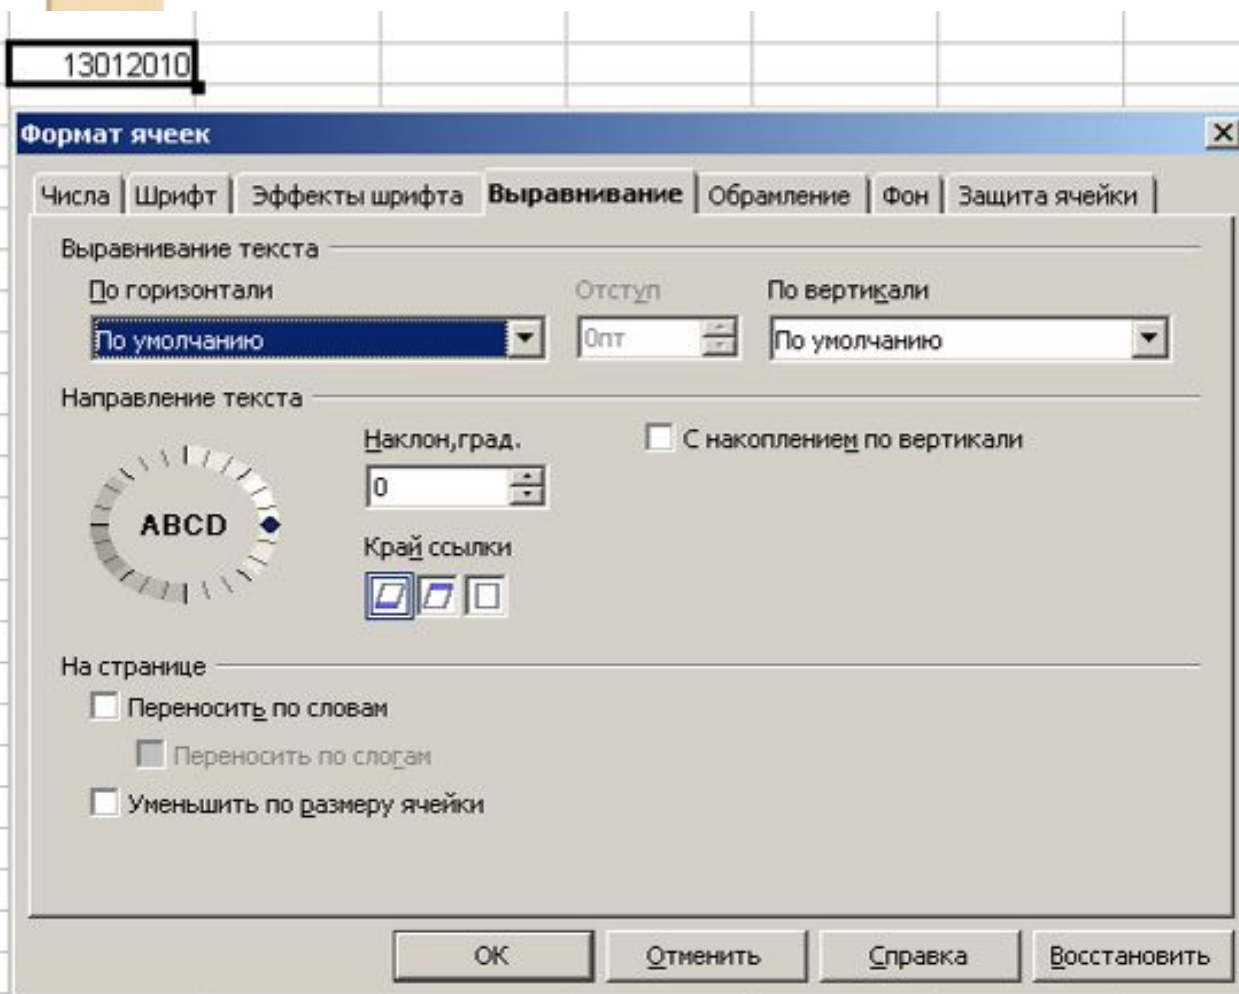 13012010
Формат ячеек
Числа Шрифт Эффекты шрифта Выравнивание Обрамление Фон Защита ячейки
Выравнивание текста
По горизонтали Отступ По вертикали
По умолчанию 0пт По умолчанию
Направление текста
Наклон,град. С накоплением по вертикали
0
ABCD
Край ссылки
На странице
Переносить по словам
Переносить по слогам
Уменьшить по размеру ячейки
ОК Отменить Справка Восстановить